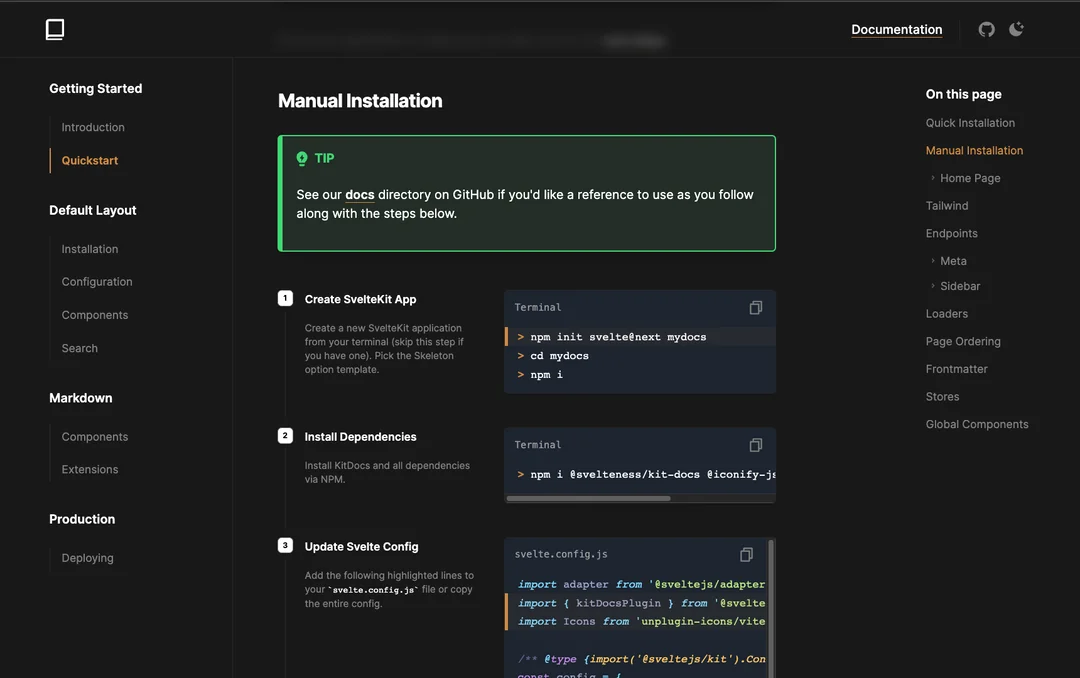 Documentation
Getting Started
Introduction
Quickstart
Default Layout
Installation
Configuration
Components
Search
Markdown
Components
Extensions
Production
Deploying
Manual Installation
TIP
See our docs directory on GitHub if you'd like a reference to use as you follow
along with the steps below.
1
Create SvelteKit App
Create a new SvelteKit application
from your terminal (skip this step if
you have one). Pick the Skeleton
option template.
Terminal
> npm init svelte@next mydocs
> cd mydocs
> npm i
2
Install Dependencies
Install KitDocs and all dependencies
via NPM.
Terminal
> npm i @svelteness/kit-docs @iconify-js
3
Update Svelte Config
Add the following highlighted lines to
your `svelte.config.js` file or copy
the entire config.
svelte.config.js
import adapter from '@sveltejs/adapter
import { kitDocsPlugin } from '@svelte
import Icons from 'unplugin-icons/vite
/** @type {import('@sveltejs/kit').Con
const config = {
On this page
Quick Installation
Manual Installation
› Home Page
Tailwind
Endpoints
› Meta
› Sidebar
Loaders
Page Ordering
Frontmatter
Stores
Global Components